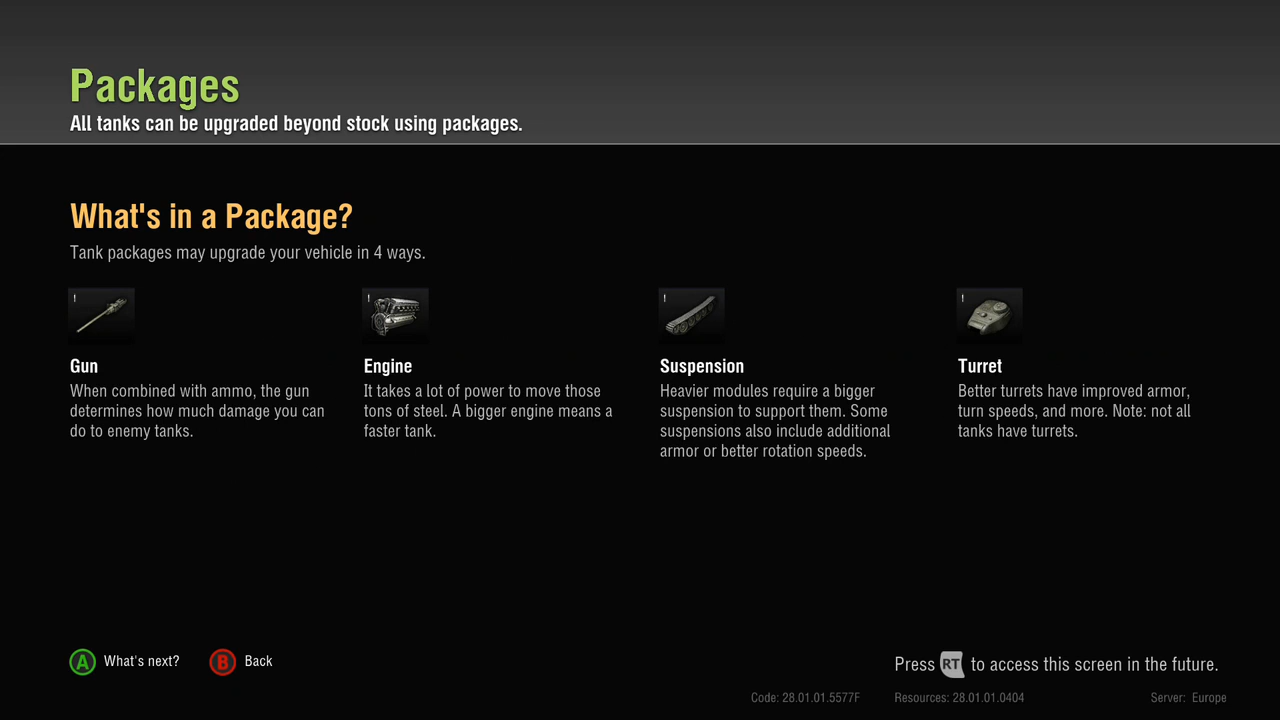 Packages
All tanks can be upgraded beyond stock using packages.
What's in a Package?
Tank packages may upgrade your vehicle in 4 ways.
!
!
!
!
Gun
When combined with ammo, the gun
determines how much damage you can
do to enemy tanks.
Engine
It takes a lot of power to move those
tons of steel. A bigger engine means a
faster tank.
Suspension
Heavier modules require a bigger
suspension to support them. Some
suspensions also include additional
armor or better rotation speeds.
Turret
Better turrets have improved armor,
turn speeds, and more. Note: not all
tanks have turrets.
A What's next?
B Back
Press RT to access this screen in the future.
Code: 28.01.01.5577F
Resources: 28.01.01.0404
Server: Europe